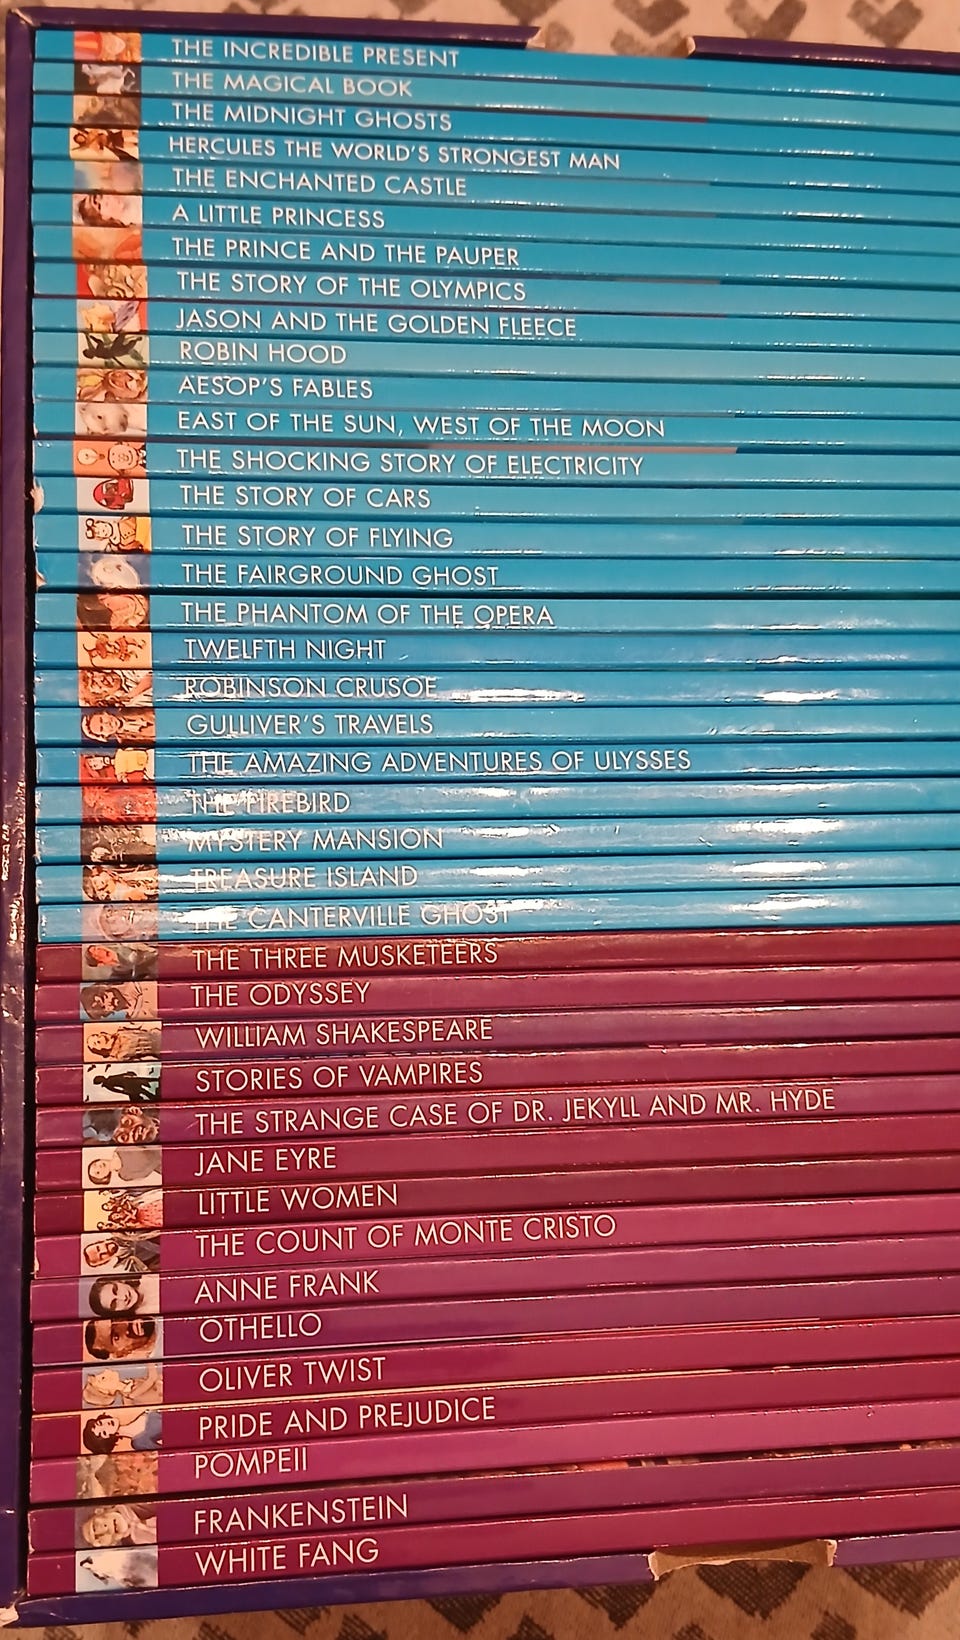 THE INCREDIBLE PRESENT
THE MAGICAL BOOK
THE MIDNIGHT GHOSTS
HERCULES THE WORLD'S STRONGEST MAN
THE ENCHANTED CASTLE
A LITTLE PRINCESS
THE PRINCE AND THE PAUPER
THE STORY OF THE OLYMPICS
JASON AND THE GOLDEN FLEECE
ROBIN HOOD
AESOP'S FABLES
EAST OF THE SUN, WEST OF THE MOON
THE SHOCKING STORY OF ELECTRICITY
THE STORY OF CARS
THE STORY OF FLYING
THE FAIRGROUND GHOST
THE PHANTOM OF THE OPERA
TWELFTH NIGHT
ROBINSON CRUSOE
GULLIVER'S TRAVELS
THE AMAZING ADVENTURES OF ULYSSES
THE FIREBIRD
MYSTERY MANSION
TREASURE ISLAND
THE CANTERVILLE GHOST
THE THREE MUSKETEERS
THE ODYSSEY
WILLIAM SHAKESPEARE
STORIES OF VAMPIRES
THE STRANGE CASE OF DR. JEKYLL AND MR. HYDE
JANE EYRE
LITTLE WOMEN
THE COUNT OF MONTE CRISTO
ANNE FRANK
OTHELLO
OLIVER TWIST
PRIDE AND PREJUDICE
POMPEII
FRANKENSTEIN
WHITE FANG